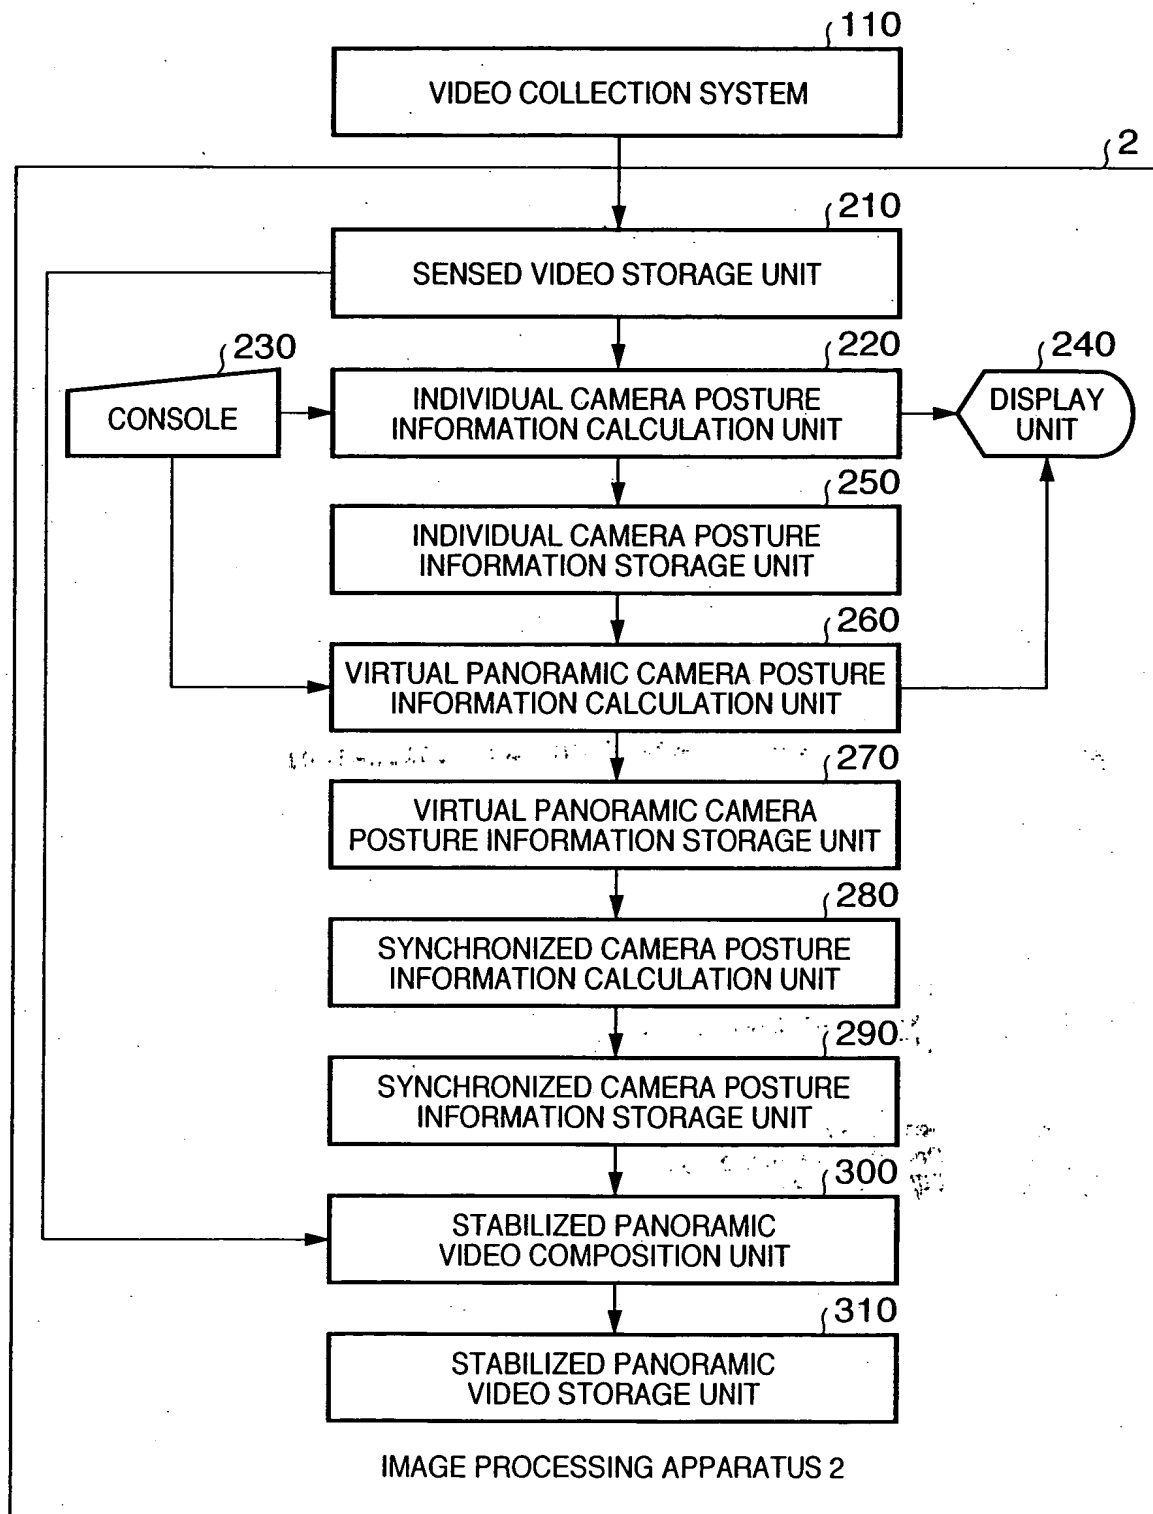 110
VIDEO COLLECTION SYSTEM
2
210
SENSED VIDEO STORAGE UNIT
230
CONSOLE
220
INDIVIDUAL CAMERA POSTURE
INFORMATION CALCULATION UNIT
240
DISPLAY
UNIT
250
INDIVIDUAL CAMERA POSTURE
INFORMATION STORAGE UNIT
260
VIRTUAL PANORAMIC CAMERA POSTURE
INFORMATION CALCULATION UNIT
270
VIRTUAL PANORAMIC CAMERA
POSTURE INFORMATION STORAGE UNIT
280
SYNCHRONIZED CAMERA POSTURE
INFORMATION CALCULATION UNIT
290
SYNCHRONIZED CAMERA POSTURE
INFORMATION STORAGE UNIT
300
STABILIZED PANORAMIC
VIDEO COMPOSITION UNIT
310
STABILIZED PANORAMIC
VIDEO STORAGE UNIT
IMAGE PROCESSING APPARATUS 2